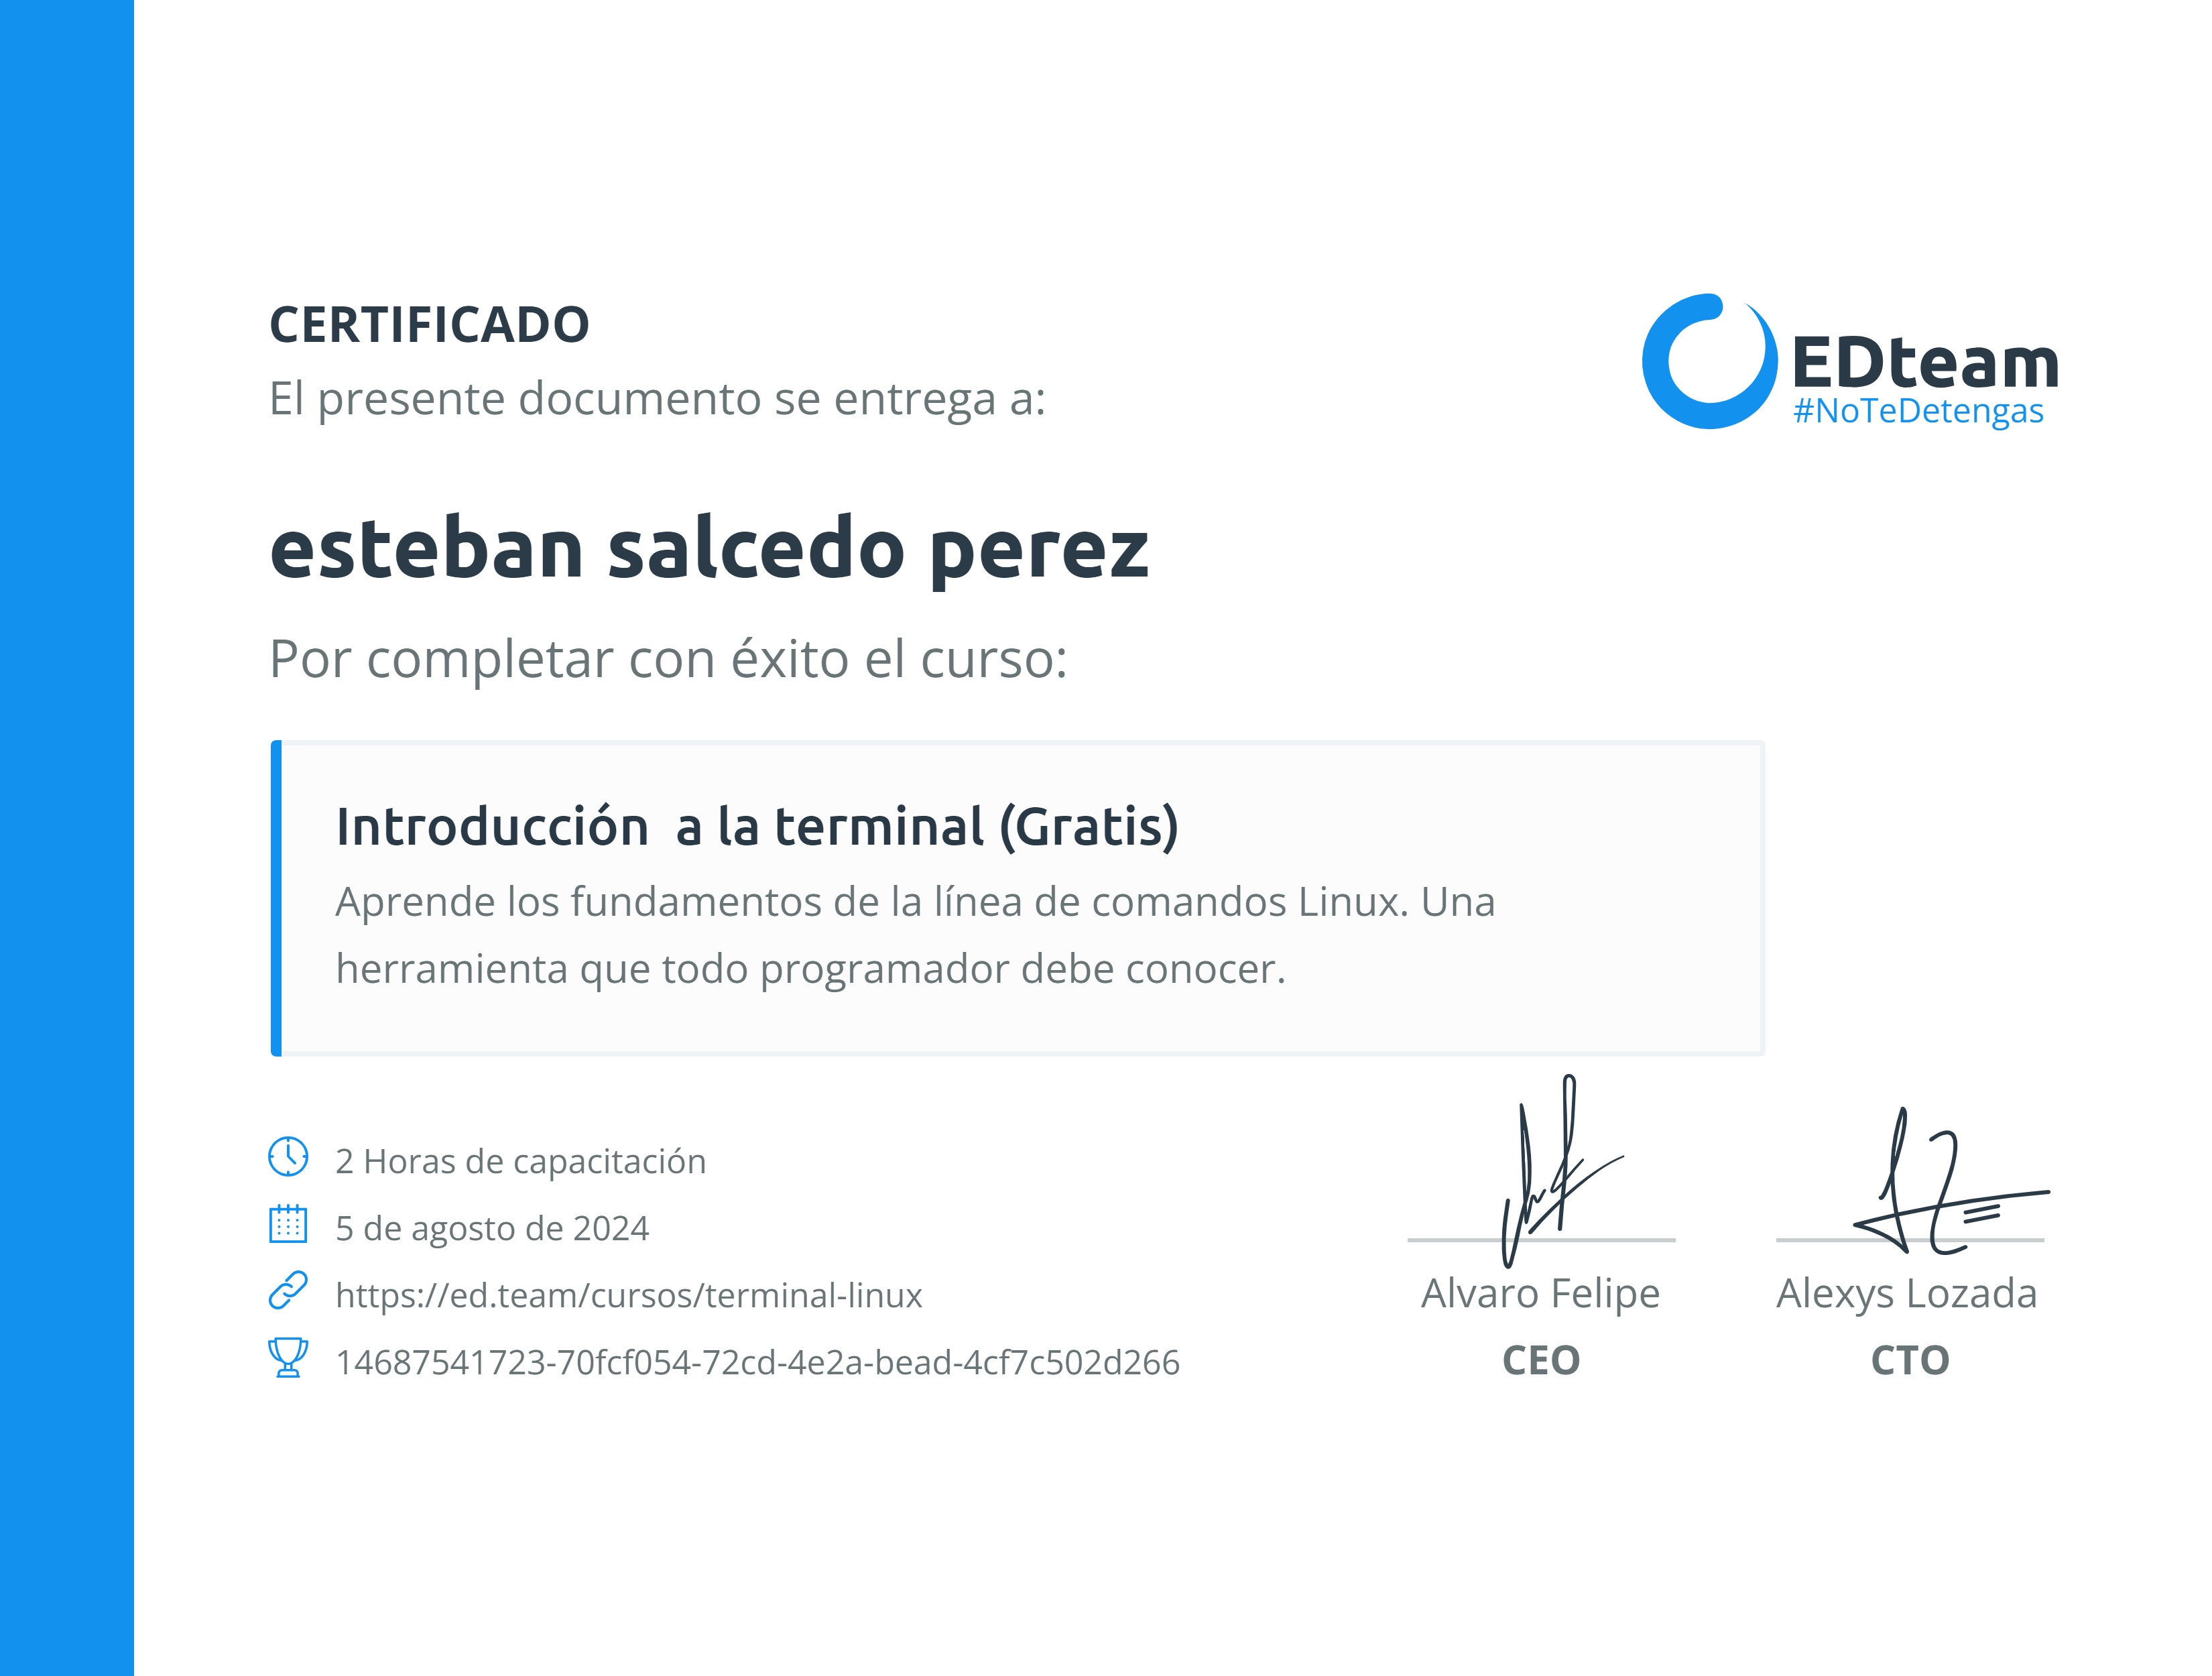 CERTIFICADO
El presente documento se entrega a:
EDteam
#NoTeDetengas
esteban salcedo perez
Por completar con éxito el curso:
Introducción  a la terminal (Gratis)
Aprende los fundamentos de la línea de comandos Linux. Una
herramienta que todo programador debe conocer.
2 Horas de capacitación
5 de agosto de 2024
https://ed.team/cursos/terminal-linux
14687541723-70fcf054-72cd-4e2a-bead-4cf7c502d266
Alvaro Felipe
CEO
Alexys Lozada
CTO